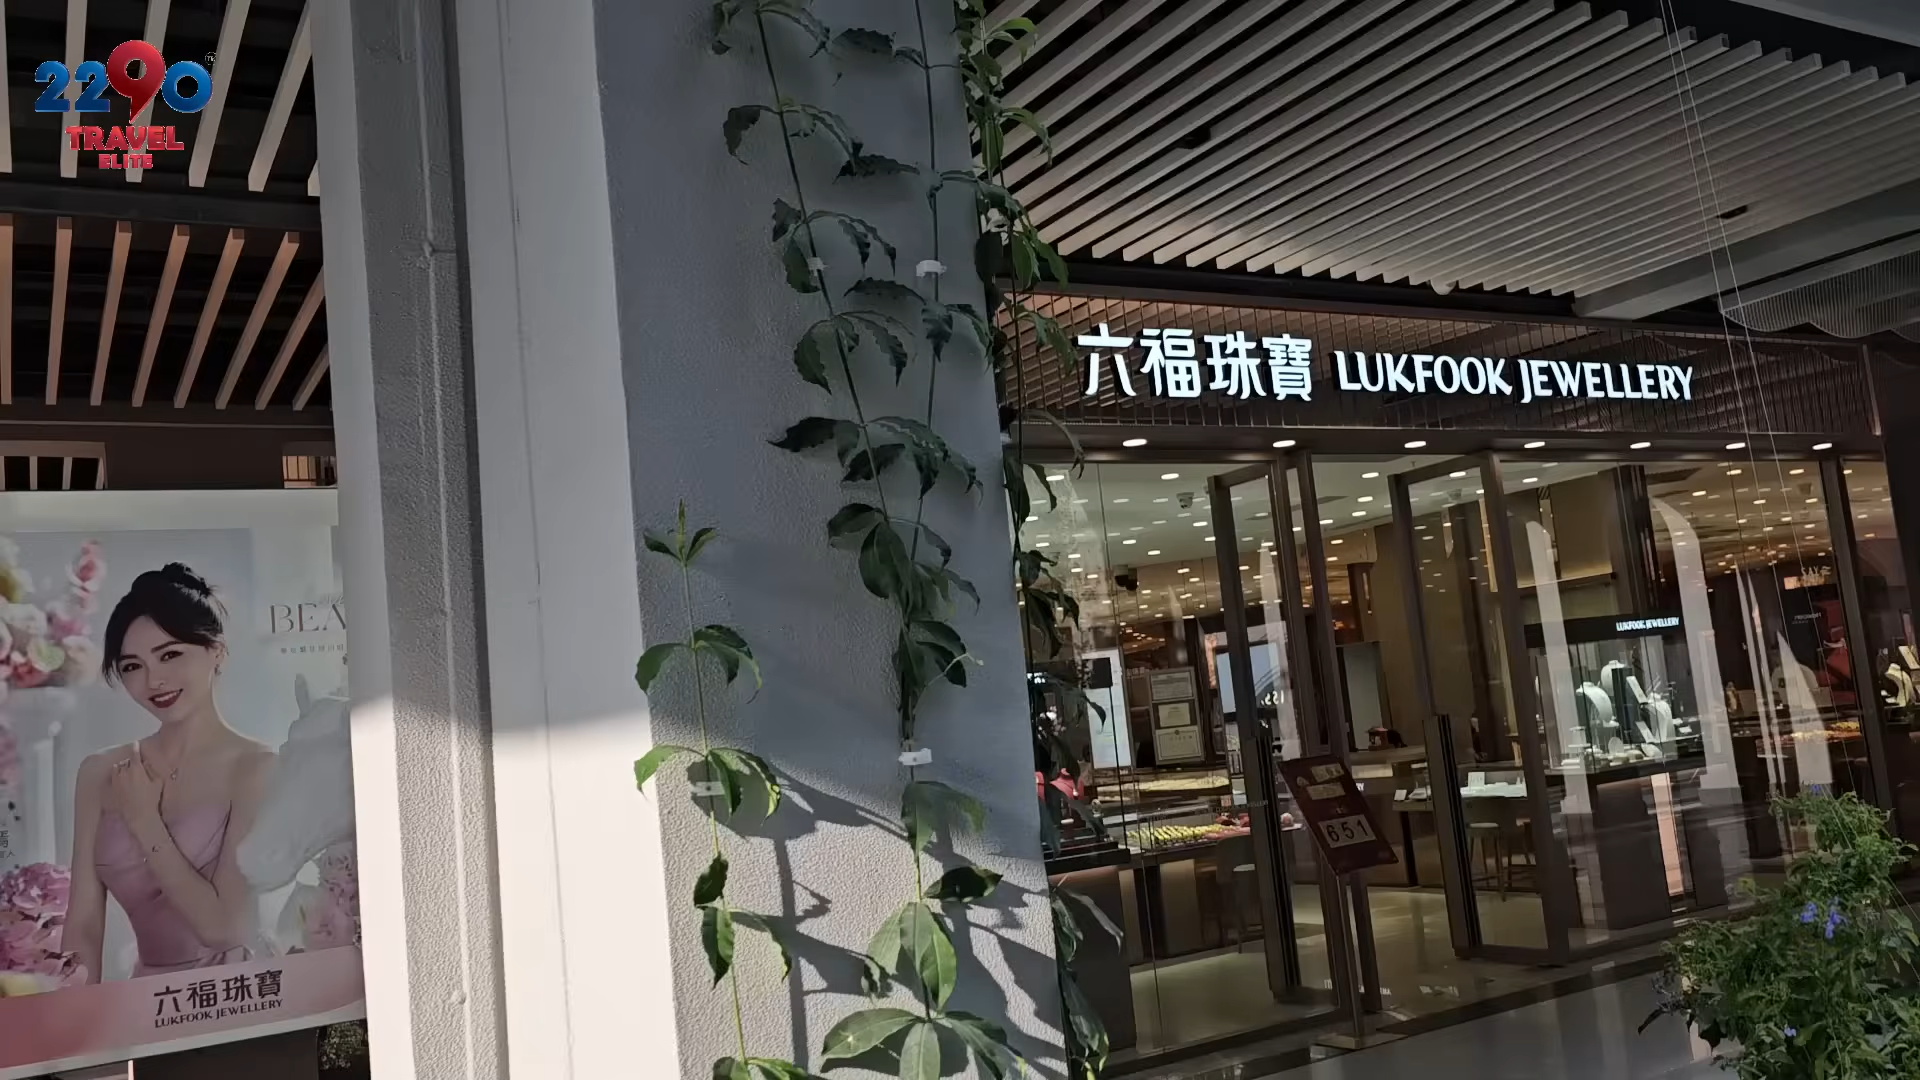 2290
TRAVEL
ELITE
六福珠寶 LUKFOOK JEWELLERY
LUKFOOK JEWELLERY
BEA
651
六福珠寶
LUKFOOK JEWELLERY